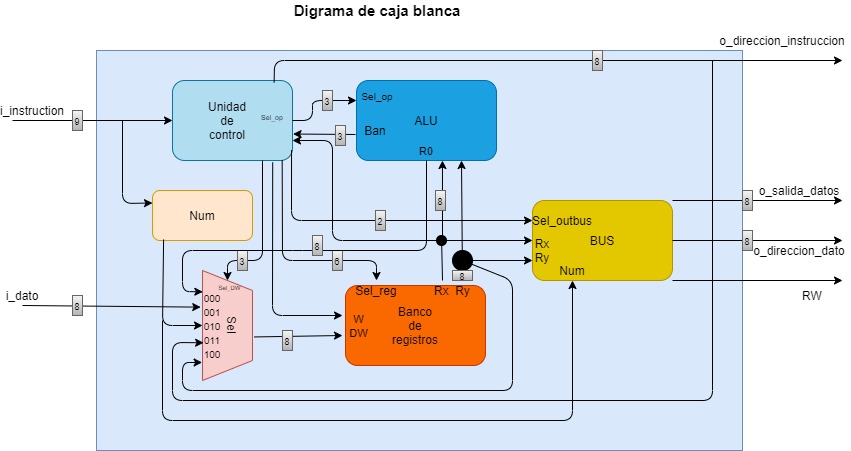 Digrama de caja blanca
o_direccion_instruccion
8
i_instruction
9
Unidad
de
control
Sel_op
3
Sel_op
ALU
Ban
3
R0
Num
8
2
o_salida_datos
8
Sel_outbus
Rx
BUS
Ry
Num
8
o_direccion_dato
RW
8
3
6
8
i_dato
8
Sel_DW
000
001
010
011
100
Sel
8
Sel_reg
Rx
Ry
W
DW
Banco
de
registros